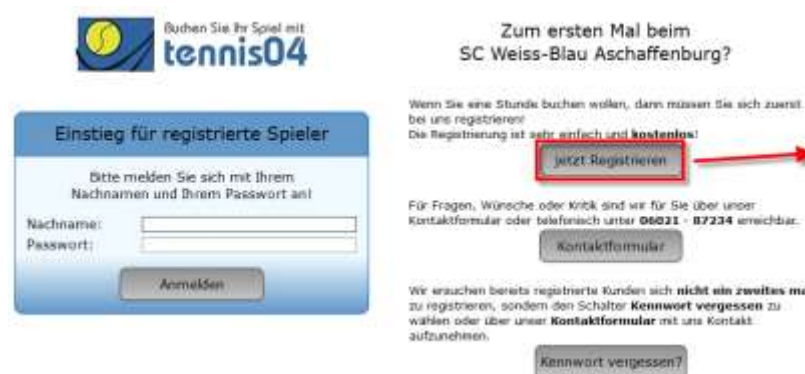 Buchen Sie Ihr Spiel mit
tennis04
Einstieg für registrierte Spieler
Bitte melden Sie sich mit Ihrem
Nachnamen und Ihrem Passwort an!
Nachname:
Passwort:
Anmelden
Zum ersten Mal beim
SC Weiss-Blau Aschaffenburg?
Wenn Sie eine Stunde buchen wollen, dann müssen Sie sich zuerst
bei uns registrieren!
Die Registrierung ist sehr einfach und kostenlos!
Jetzt Registrieren
Für Fragen, Wünsche oder Kritik sind wir für Sie über unser
Kontaktformular oder telefonisch unter 06021 - 87234 erreichbar.
Kontaktformular
Wir ersuchen bereits registrierte Kunden sich nicht ein zweites ma
zu registrieren, sondern den Schalter Kennwort vergessen zu
wählen oder über unser Kontaktformular mit uns Kontakt
aufzunehmen.
Kennwort vergessen?